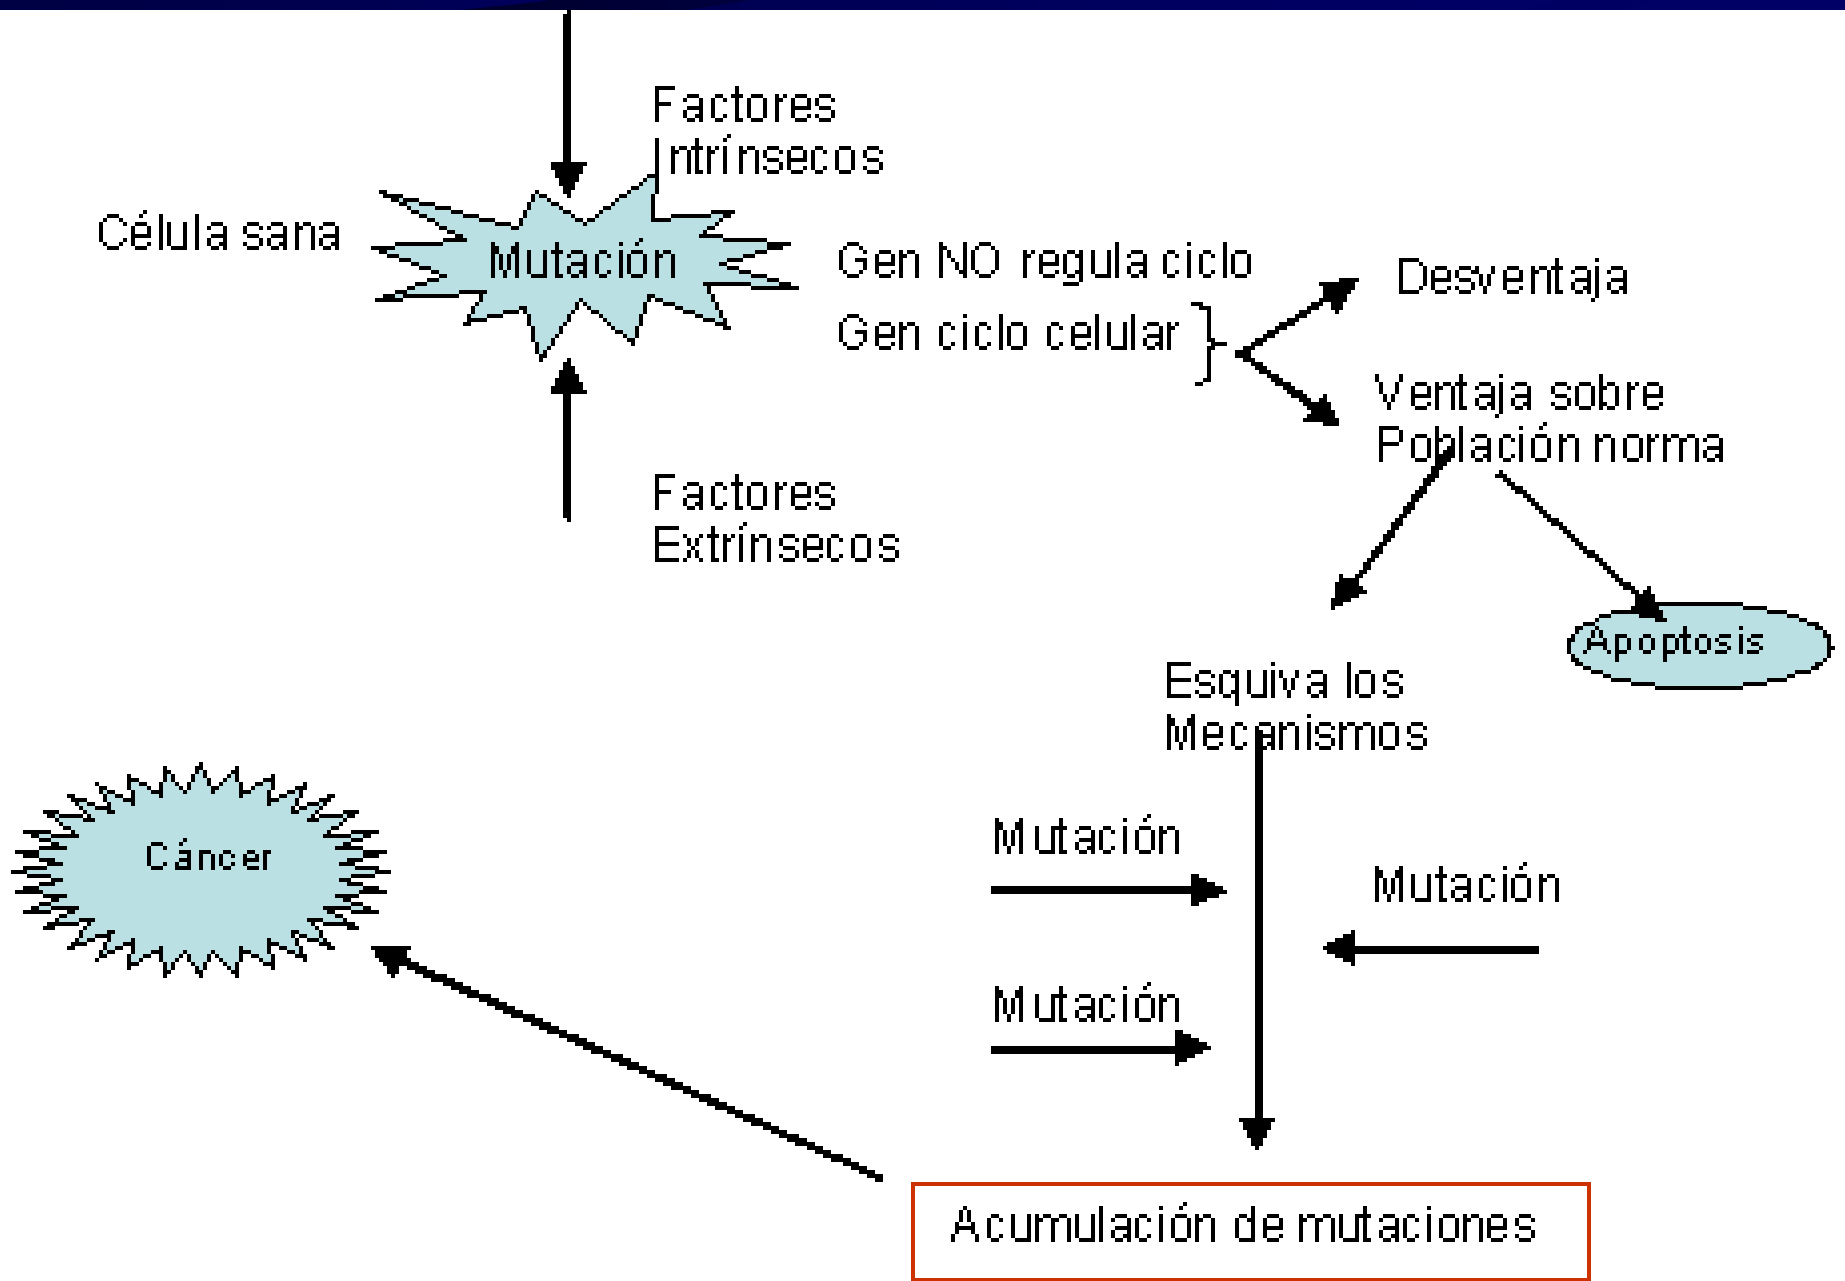 Factores
Intrínsecos
Célula sana
Mutación
Gen NO regula ciclo
Gen ciclo celular
Desventaja
Ventaja sobre
Población norma
Factores
Extrínsecos
Apoptosis
Esquiva los
Mecanismos
Mutación
Mutación
Mutación
Cáncer
Acumulación de mutaciones